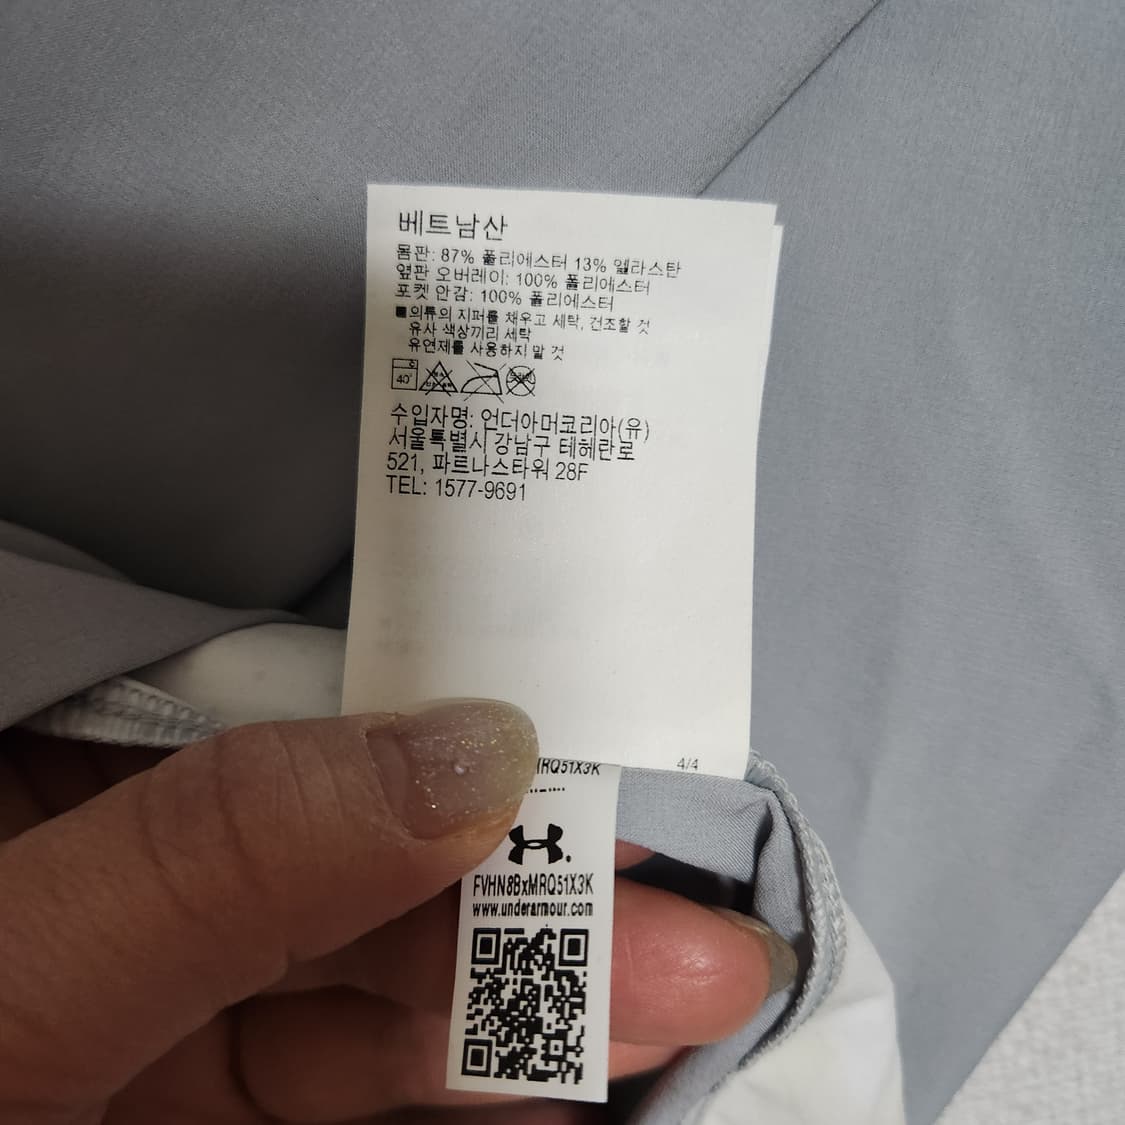 베트남산
몸판: 87% 폴리에스터 13% 엘라스탄
옆판 오버레이: 100% 폴리에스터
포켓 안감: 100% 폴리에스터
■의류의 지퍼를 채우고 세탁, 건조할 것
유사 색상끼리 세탁
유연제를 사용하지 말 것
40°
수입자명: 언더아머코리아(유)
서울특별시 강남구 테헤란로
521, 파르나스타워 28F
TEL: 1577-9691
MRQ51X3K 4/4
FVHN8BxMRQ51X3K
www.underarmour.com